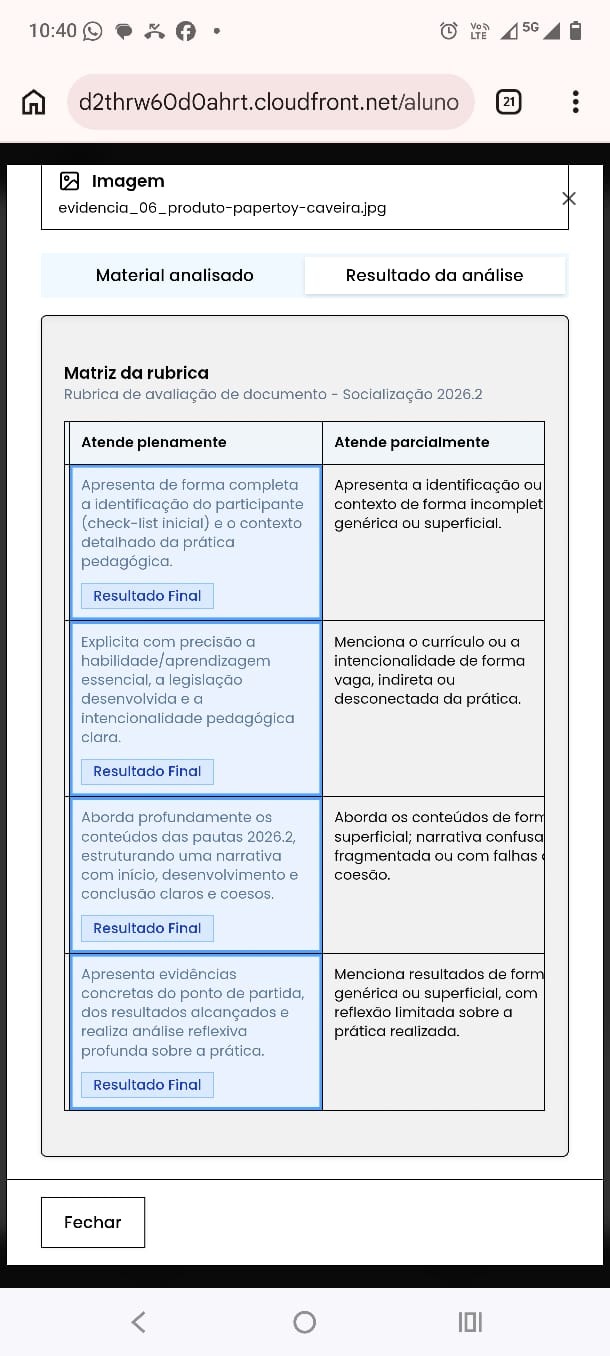 10:40
Vo))
LTE
5G
d2thrw60d0ahrt.cloudfront.net/aluno
21
Imagem
evidencia_06_produto-papertoy-caveira.jpg
Material analisado
Resultado da análise
Matriz da rubrica
Rubrica de avaliação de documento - Socialização 2026.2
Atende plenamente
Atende parcialmente
Apresenta de forma completa
a identificação do participante
(check-list inicial) e o contexto
detalhado da prática
pedagógica.
Resultado Final
Apresenta a identificação ou
contexto de forma incomplet
genérica ou superficial.
Explicita com precisão a
habilidade/aprendizagem
essencial, a legislação
desenvolvida e a
intencionalidade pedagógica
clara.
Resultado Final
Menciona o currículo ou a
intencionalidade de forma
vaga, indireta ou
desconectada da prática.
Aborda profundamente os
conteúdos das pautas 2026.2,
estruturando uma narrativa
com início, desenvolvimento e
conclusão claros e coesos.
Resultado Final
Aborda os conteúdos de form
superficial; narrativa confusa
fragmentada ou com falhas
coesão.
Apresenta evidências
concretas do ponto de partida,
dos resultados alcançados e
realiza análise reflexiva
profunda sobre a prática.
Resultado Final
Menciona resultados de form
genérica ou superficial, com
reflexão limitada sobre a
prática realizada.
Fechar